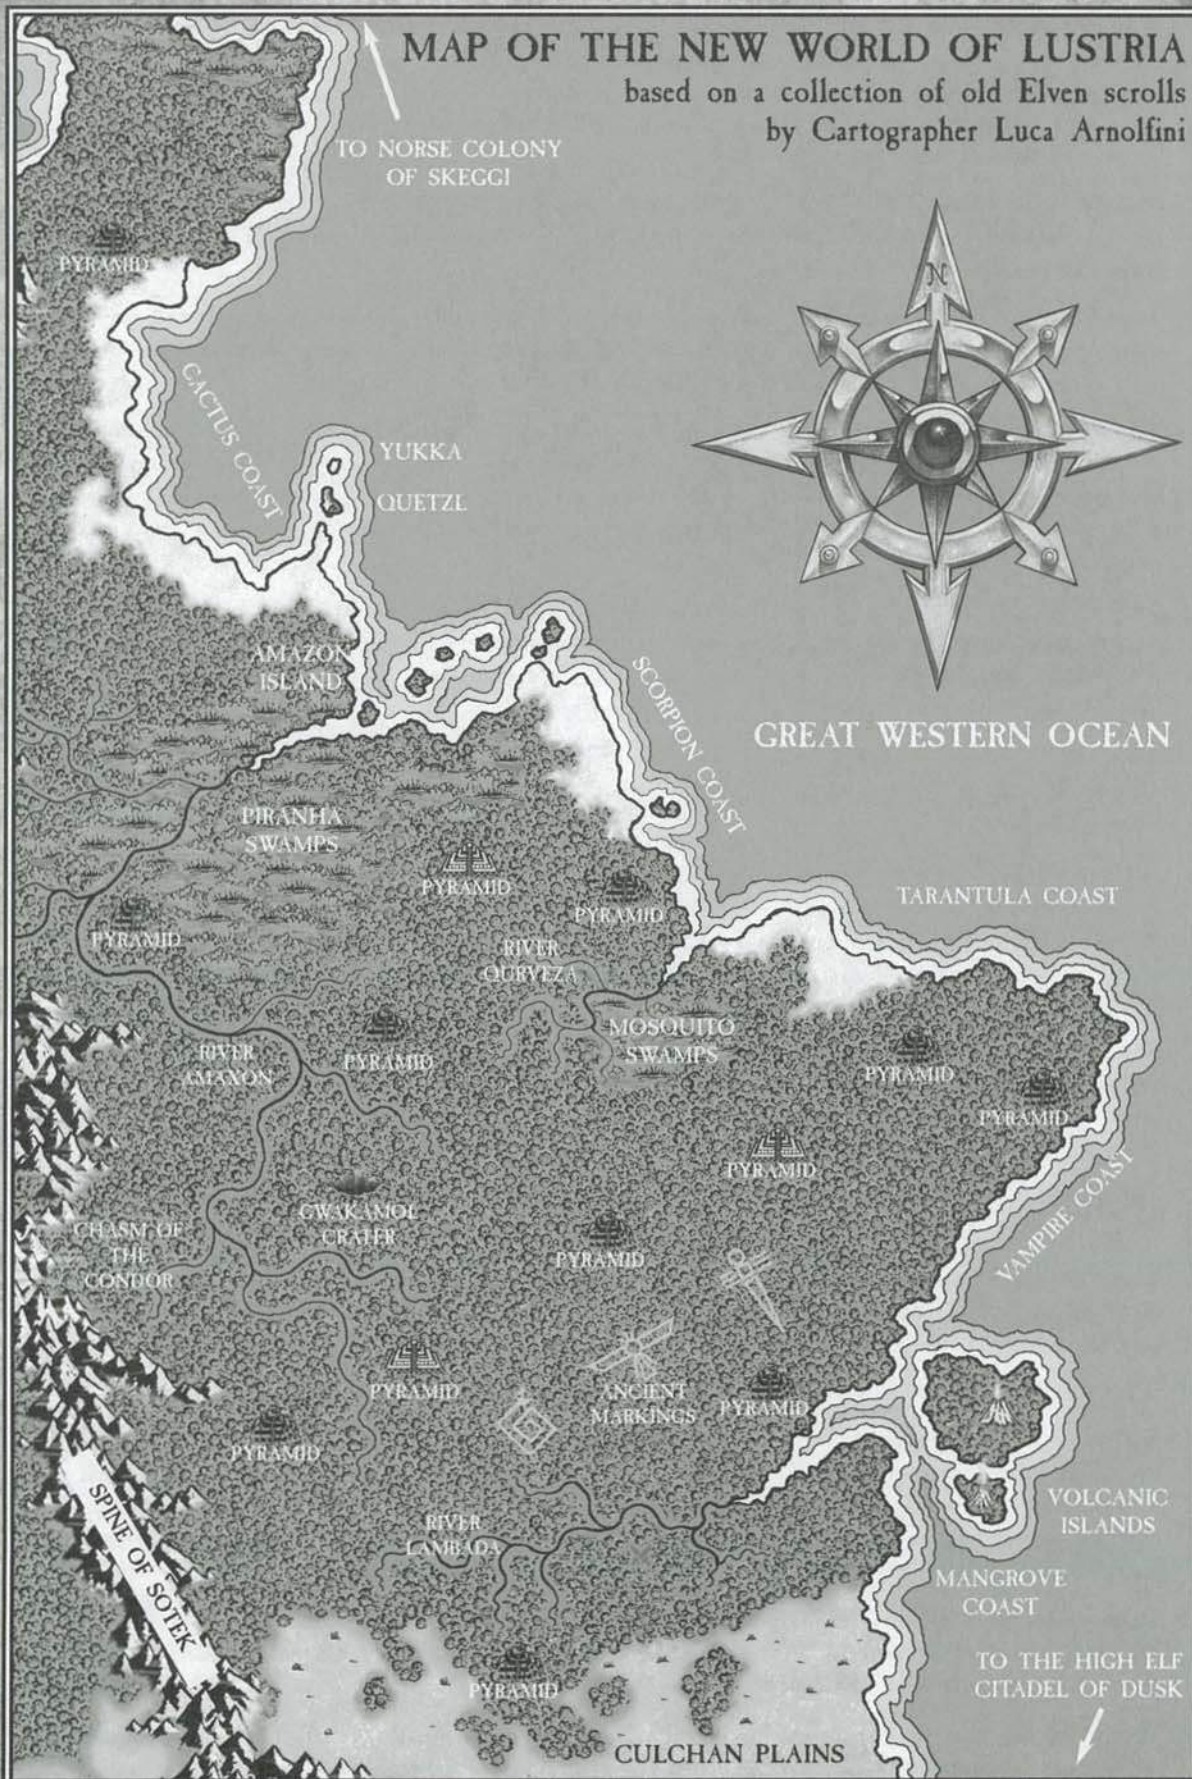 MAP OF THE NEW WORLD OF LUSTRIA
based on a collection of old Elven scrolls
by Cartographer Luca Arnolfini
TO NORSE COLONY
OF SKEGGI
N
PYRAMID
CACTUS COAST
YUKKA
QUETZL
AMAZON
ISLAND
SCORPION COAST
GREAT WESTERN OCEAN
PIRANHA
SWAMPS
PYRAMID
PYRAMID
TARANTULA COAST
PYRAMID
RIVER
QURVEZA
MOSQUITO
SWAMPS
RIVER
AMAXON
PYRAMID
PYRAMID
PYRAMID
PYRAMID
VAMPIRE COAST
GWAKAMOL
CRATER
CHASM OF
THE
CONDOR
PYRAMID
PYRAMID
ANCIENT
MARKINGS
PYRAMID
PYRAMID
SPINE OF SOTEK
VOLCANIC
ISLANDS
RIVER
LAMBADA
MANGROVE
COAST
PYRAMID
TO THE HIGH ELF
CITADEL OF DUSK
CULCHAN PLAINS